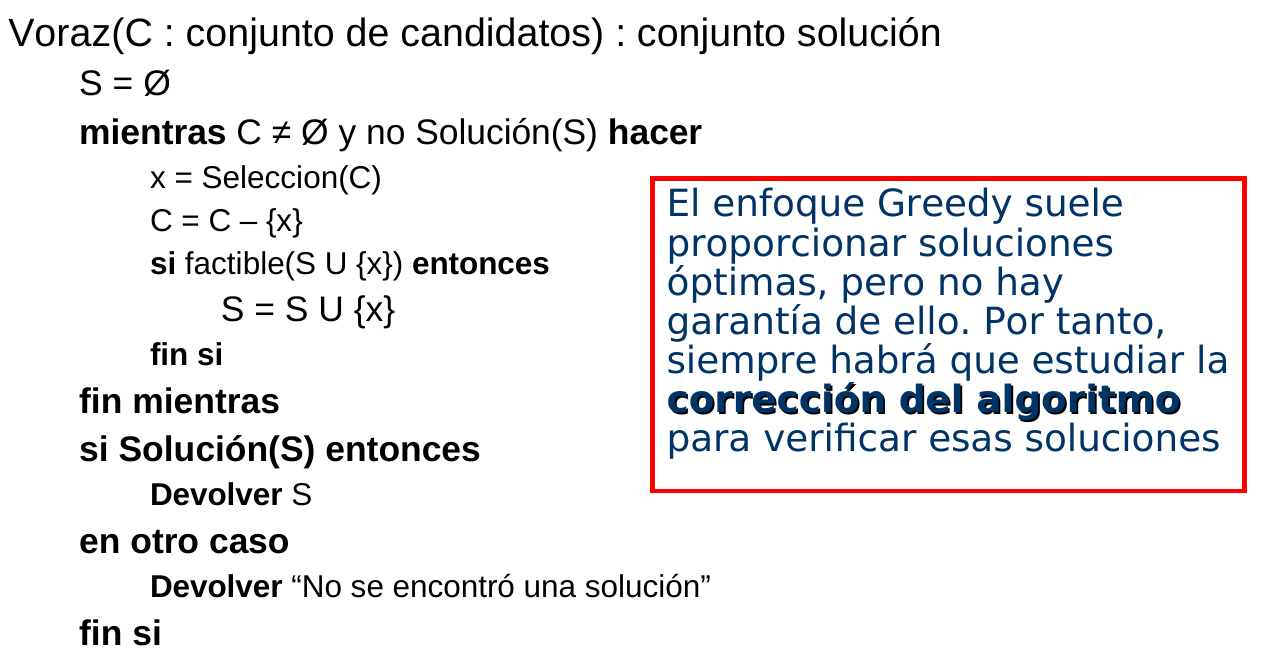 Voraz(C : conjunto de candidatos) : conjunto solución
S = Ø
mientras C ≠ Ø y no Solución(S) hacer
x = Seleccion(C)
C = C – {x}
si factible(S U {x}) entonces
S = S U {x}
fin si
fin mientras
si Solución(S) entonces
Devolver S
en otro caso
Devolver “No se encontró una solución”
fin si
El enfoque Greedy suele
proporcionar soluciones
óptimas, pero no hay
garantía de ello. Por tanto,
siempre habrá que estudiar la
corrección del algoritmo
para verificar esas soluciones